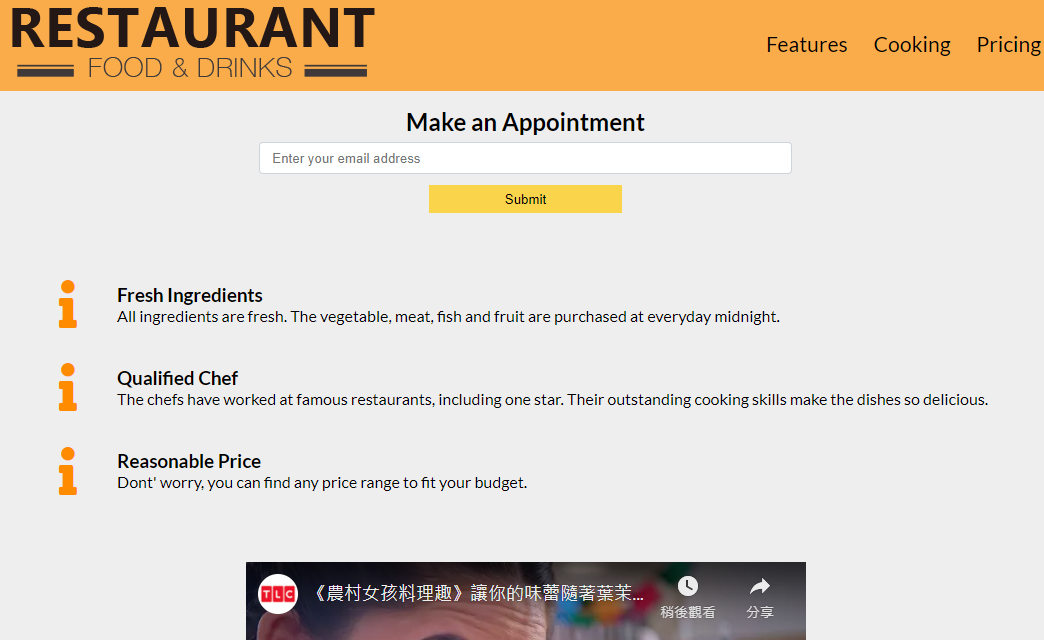 RESTAURANT
FOOD & DRINKS
Features Cooking Pricing
Make an Appointment
Enter your email address
Submit
Fresh Ingredients
All ingredients are fresh. The vegetable, meat, fish and fruit are purchased at everyday midnight.
Qualified Chef
The chefs have worked at famous restaurants, including one star. Their outstanding cooking skills make the dishes so delicious.
Reasonable Price
Dont' worry, you can find any price range to fit your budget.
TLC 《農村女孩料理趣》讓你的味蕾隨著葉茉...
稍後觀看 分享